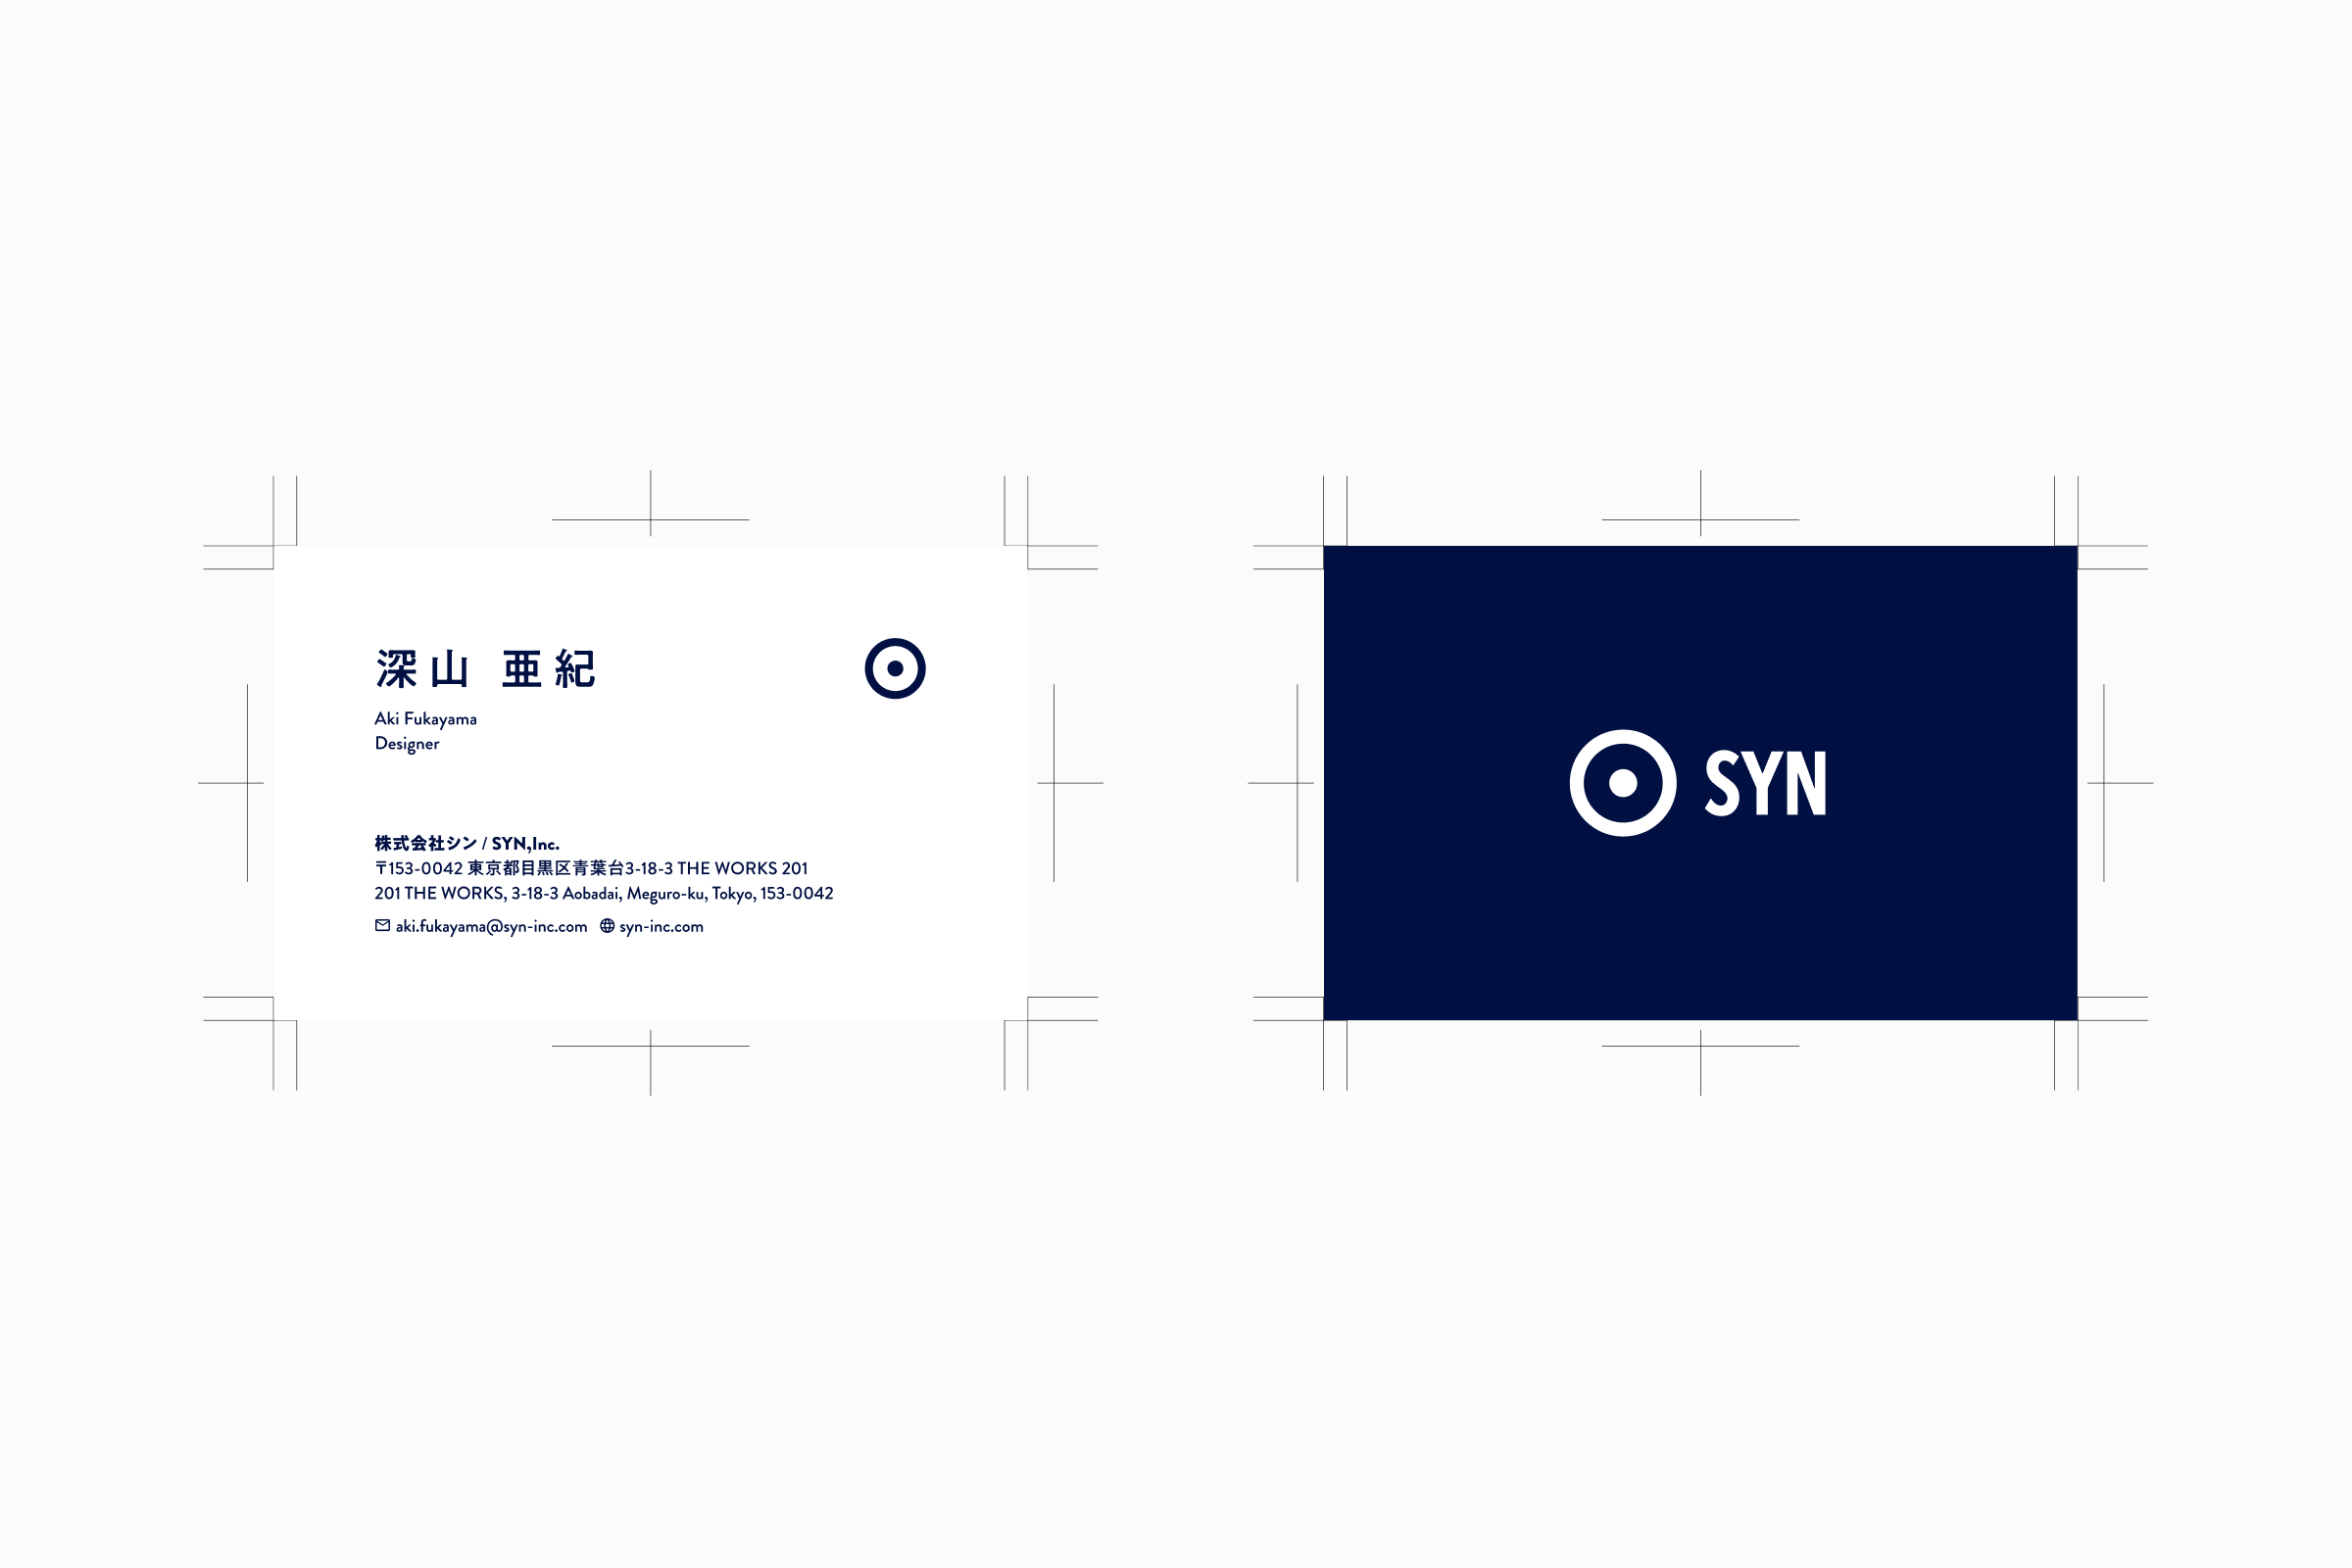 深山 亜紀
Aki Fukayama
Designer
株式会社シン / SYN,Inc.
〒153-0042 東京都目黒区青葉台3-18-3 THE WORKS 201
201 THE WORKS, 3-18-3 Aobadai, Meguro-ku, Tokyo, 153-0042
aki.fukayama@syn-inc.com syn-inc.com
SYN